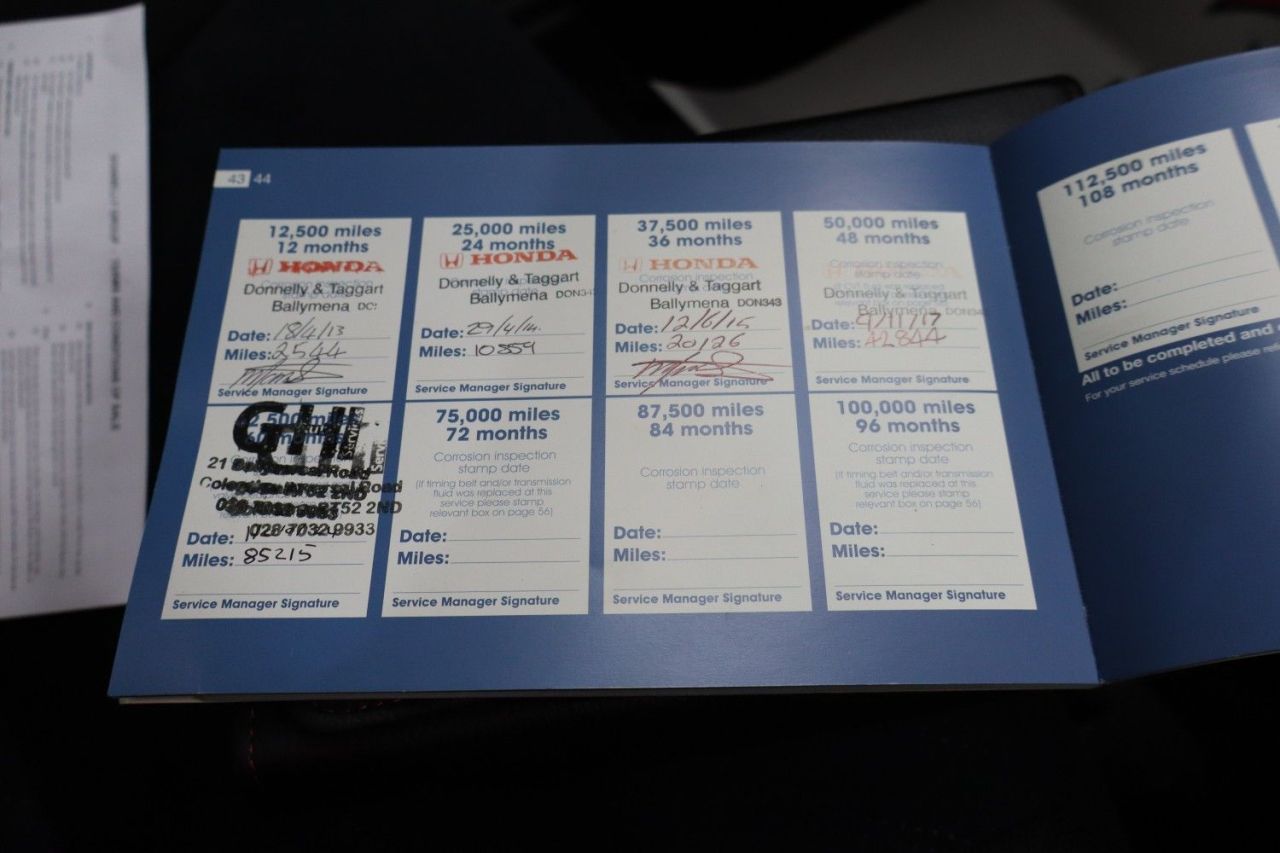 43 44
12,500 miles
12 months
HONDA
Donnelly & Taggart
Ballymena
Date: 18/4/13
Miles: 2544
Service Manager Signature
25,000 miles
24 months
HONDA
Donnelly & Taggart
Ballymena
Date: 29/4/14.
Miles: 10859
Service Manager Signature
37,500 miles
36 months
HONDA
Corrosion inspection
Donnelly & Taggart
Ballymena DON343
Date: 12/6/15
Miles: 20126
Service Manager Signature
50,000 miles
48 months
Corrosion inspection
stamp date
Donnelly & Taggart
Ballymena
Date: 9/11/17
Miles: 42844
Service Manager Signature
months
21
Road
028 7032 9933
Date:
Miles: 85215
Service Manager Signature
75,000 miles
72 months
Corrosion inspection
stamp date
(If timing belt and/or transmission
fluid was replaced at this
service please stamp
relevant box on page 56)
Date:
Miles:
Service Manager Signature
87,500 miles
84 months
Corrosion inspection
stamp date
Date:
Miles:
Service Manager Signature
100,000 miles
96 months
Corrosion inspection
stamp date
(If timing belt and/or transmission
fluid was replaced at this
service please stamp
relevant box on page 56)
Date:
Miles:
Service Manager Signature
112,500 miles
108 months
Corrosion inspection
stamp date
Date:
Miles:
Service Manager Signature
All to be completed and
For your service schedule please